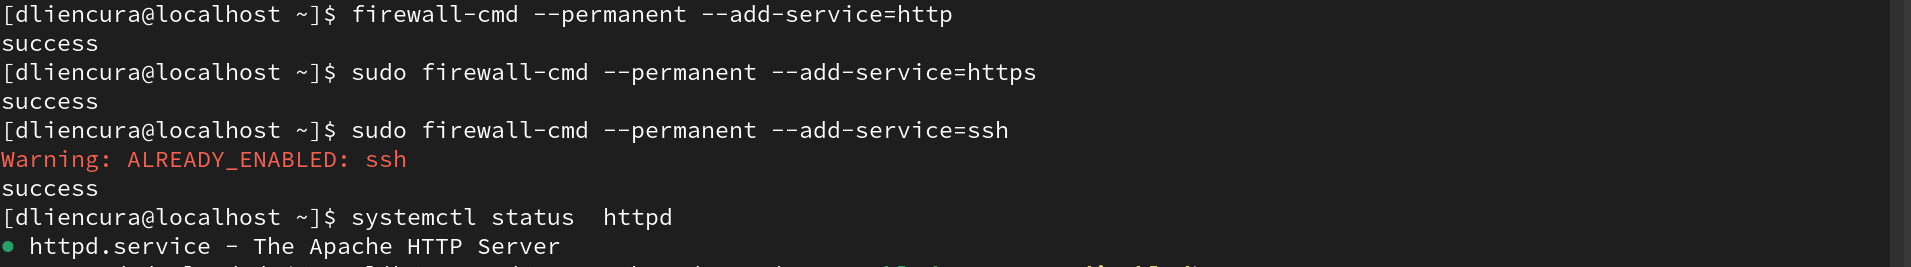 [dliencura@localhost ~]$ firewall-cmd --permanent --add-service=http
success
[dliencura@localhost ~]$ sudo firewall-cmd --permanent --add-service=https
success
[dliencura@localhost ~]$ sudo firewall-cmd --permanent --add-service=ssh
Warning: ALREADY_ENABLED: ssh
success
[dliencura@localhost ~]$ systemctl status  httpd
● httpd.service - The Apache HTTP Server